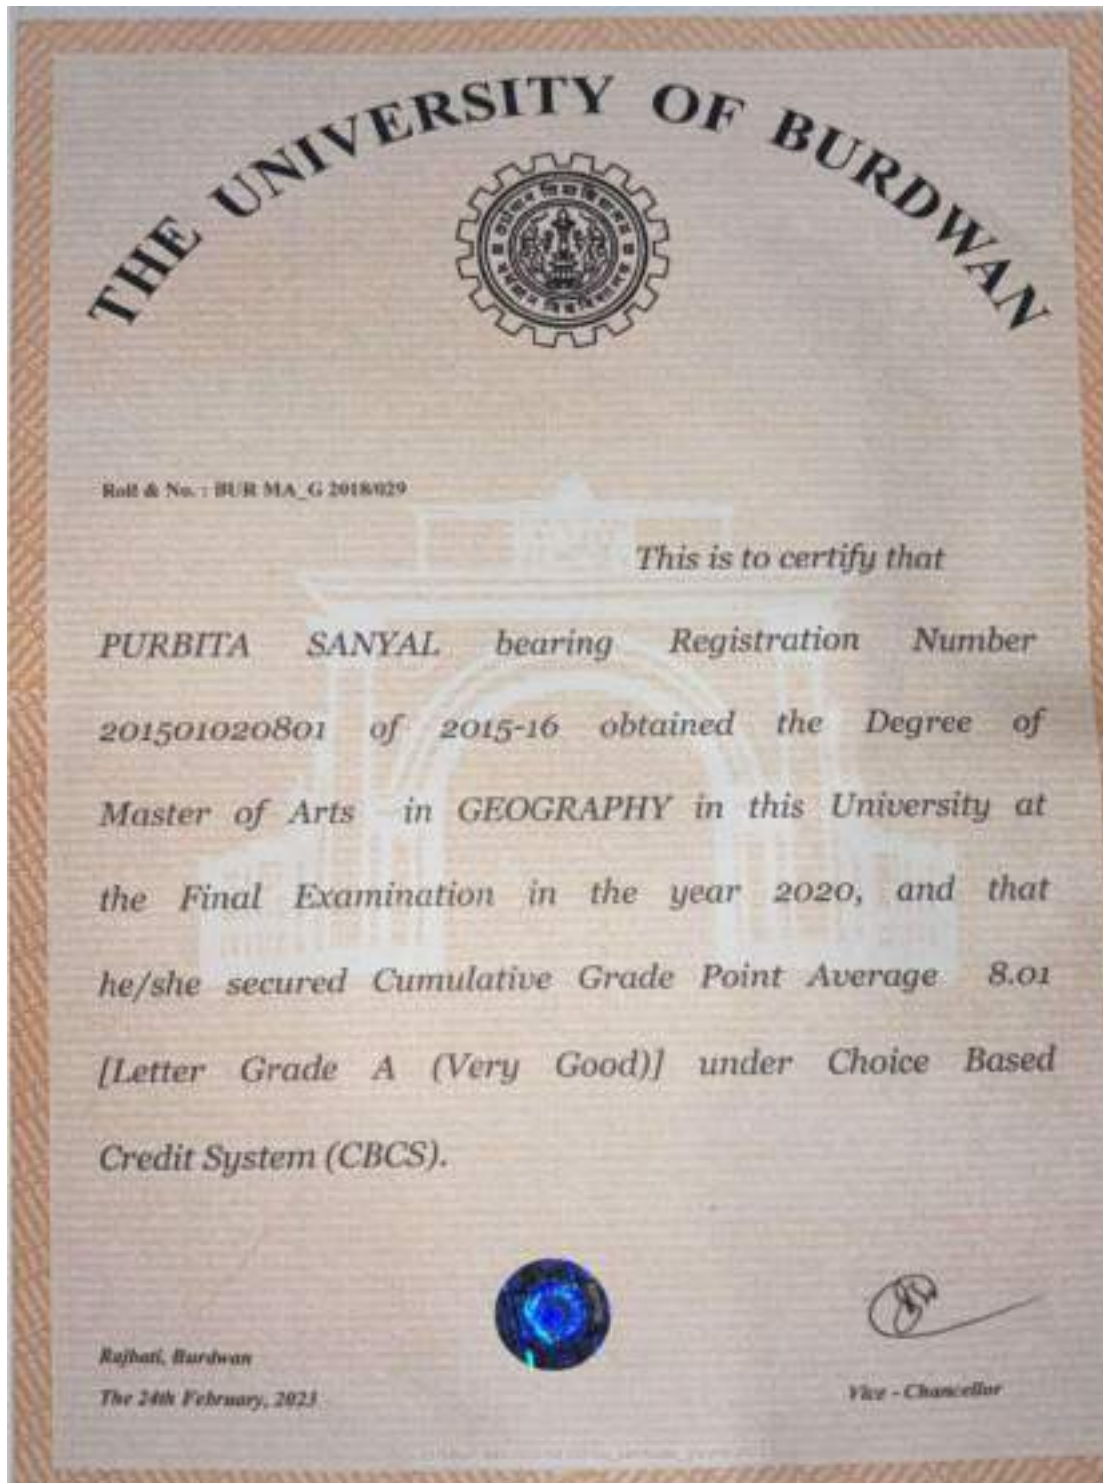 THE UNIVERSITY OF BURDWAN
Roll & No. : BUR MA_G 2018/029
This is to certify that
PURBITA SANYAL bearing Registration Number
201501020801 of 2015-16 obtained the Degree of
Master of Arts in GEOGRAPHY in this University at
the Final Examination in the year 2020, and that
he/she secured Cumulative Grade Point Average 8.01
[Letter Grade A (Very Good)] under Choice Based
Credit System (CBCS).
Rajbati, Burdwan
The 24th February, 2023
Vice - Chancellor